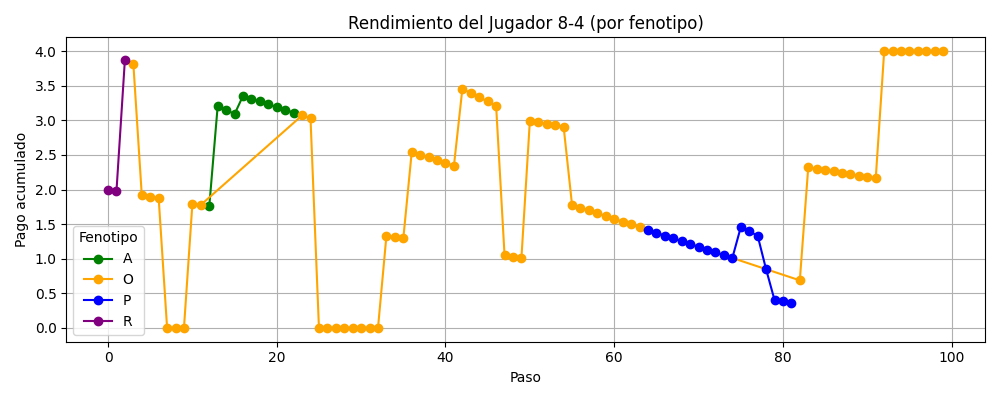 Rendimiento del Jugador 8-4 (por fenotipo)
Pago acumulado
4.0
3.5
3.0
2.5
2.0
1.5
1.0
0.5
0.0
Fenotipo
A
O
P
R
0 20 40 60 80 100
Paso